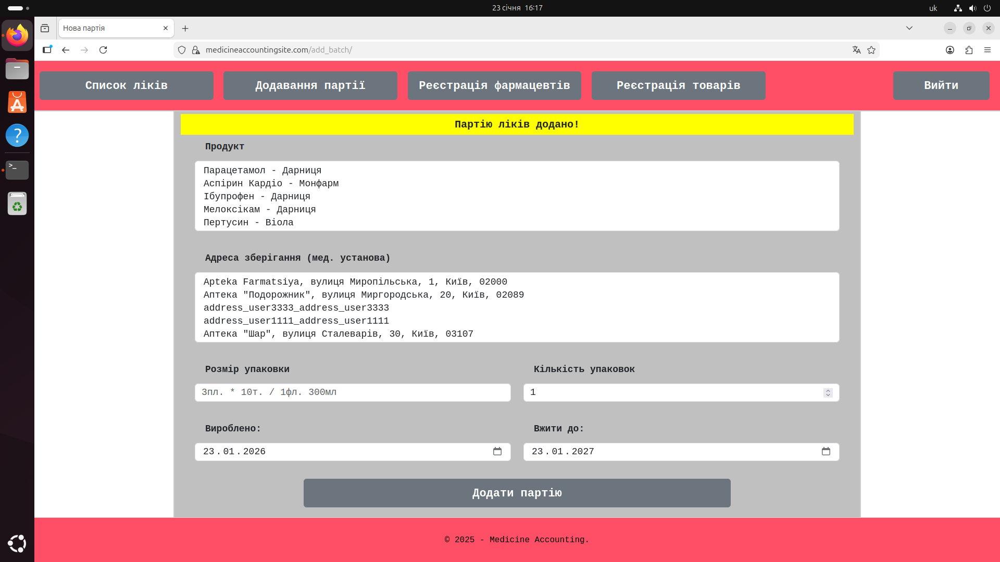 23 січня 16:17
uk
Нова партія
medicineaccountingsite.com/add_batch/
Список ліків
Додавання партії
Реєстрація фармацевтів
Реєстрація товарів
Вийти
Партію ліків додано!
Продукт
Парацетамол - Дарниця
Аспірин Кардіо - Монфарм
Ібупрофен - Дарниця
Мелоксікам - Дарниця
Пертусин - Віола
Адреса зберігання (мед. установа)
Apteka Farmatsiya, вулиця Миропільська, 1, Київ, 02000
Аптека "Подорожник", вулиця Миргородська, 20, Київ, 02089
address_user3333_address_user3333
address_user1111_address_user1111
Аптека "Шар", вулиця Сталеварів, 30, Київ, 03107
Розмір упаковки
Кількість упаковок
3пл. * 10т. / 1фл. 300мл
1
Вироблено:
Вжити до:
23.01.2026
23.01.2027
Додати партію
© 2025 - Medicine Accounting.